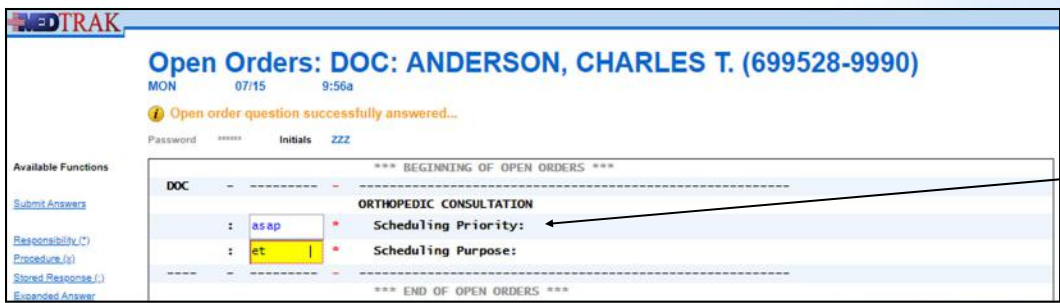 MEDTRAK
Open Orders: DOC: ANDERSON, CHARLES T. (699528-9990)
MON 07/15 9:56a
i Open order question successfully answered...
Password ****** Initials ZZZ
Available Functions
*** BEGINNING OF OPEN ORDERS ***
DOC - --------- - -------------------------------------------------------
Submit Answers
ORTHOPEDIC CONSULTATION
: asap * Scheduling Priority:
Responsibility (*)
: et * Scheduling Purpose:
Procedure (x)
---- - --------- - -------------------------------------------------------
Stored Response (:)
*** END OF OPEN ORDERS ***
Expanded Answer